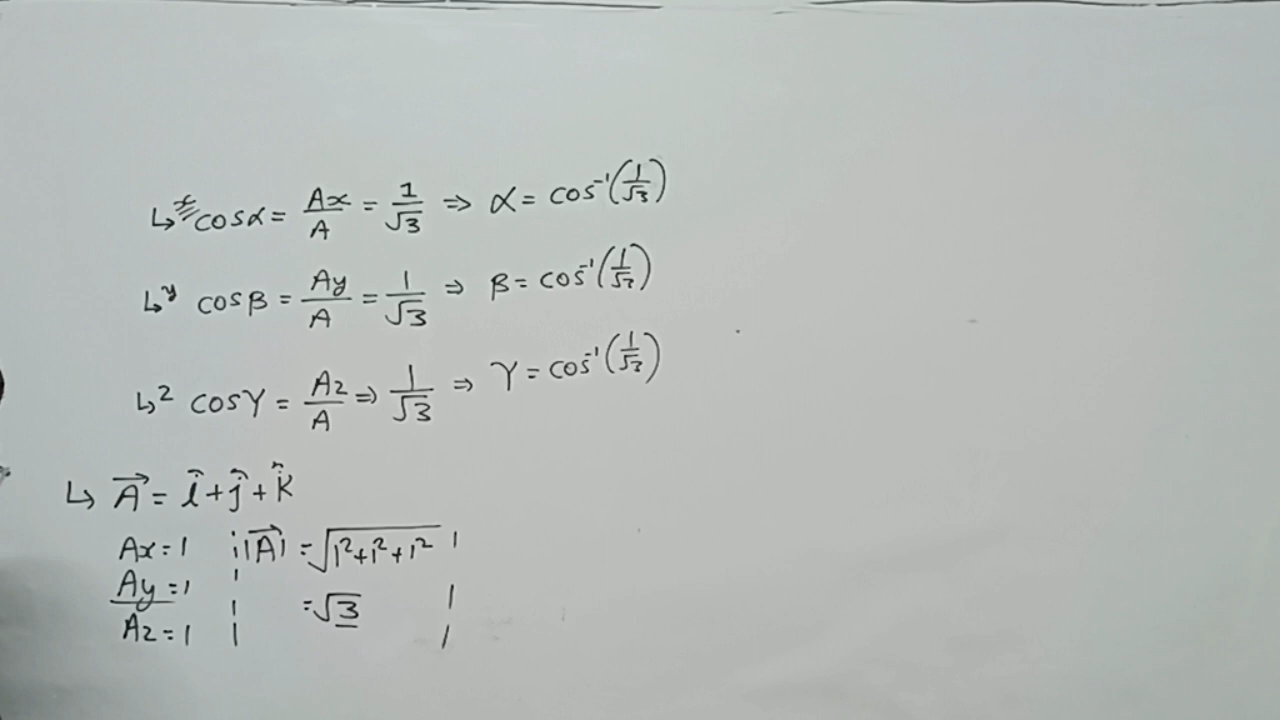 ↳ x cosα = Ax/A = 1/√3 ⇒ α = cos⁻¹(1/√3)
↳ y cosβ = Ay/A = 1/√3 ⇒ β = cos⁻¹(1/√3)
↳ z cosγ = Az/A ⇒ 1/√3 ⇒ γ = cos⁻¹(1/√3)
↳ A⃗ = î + ĵ + k̂
Ax = 1 |A⃗| = √1²+1²+1²
Ay = 1
= √3
Az = 1